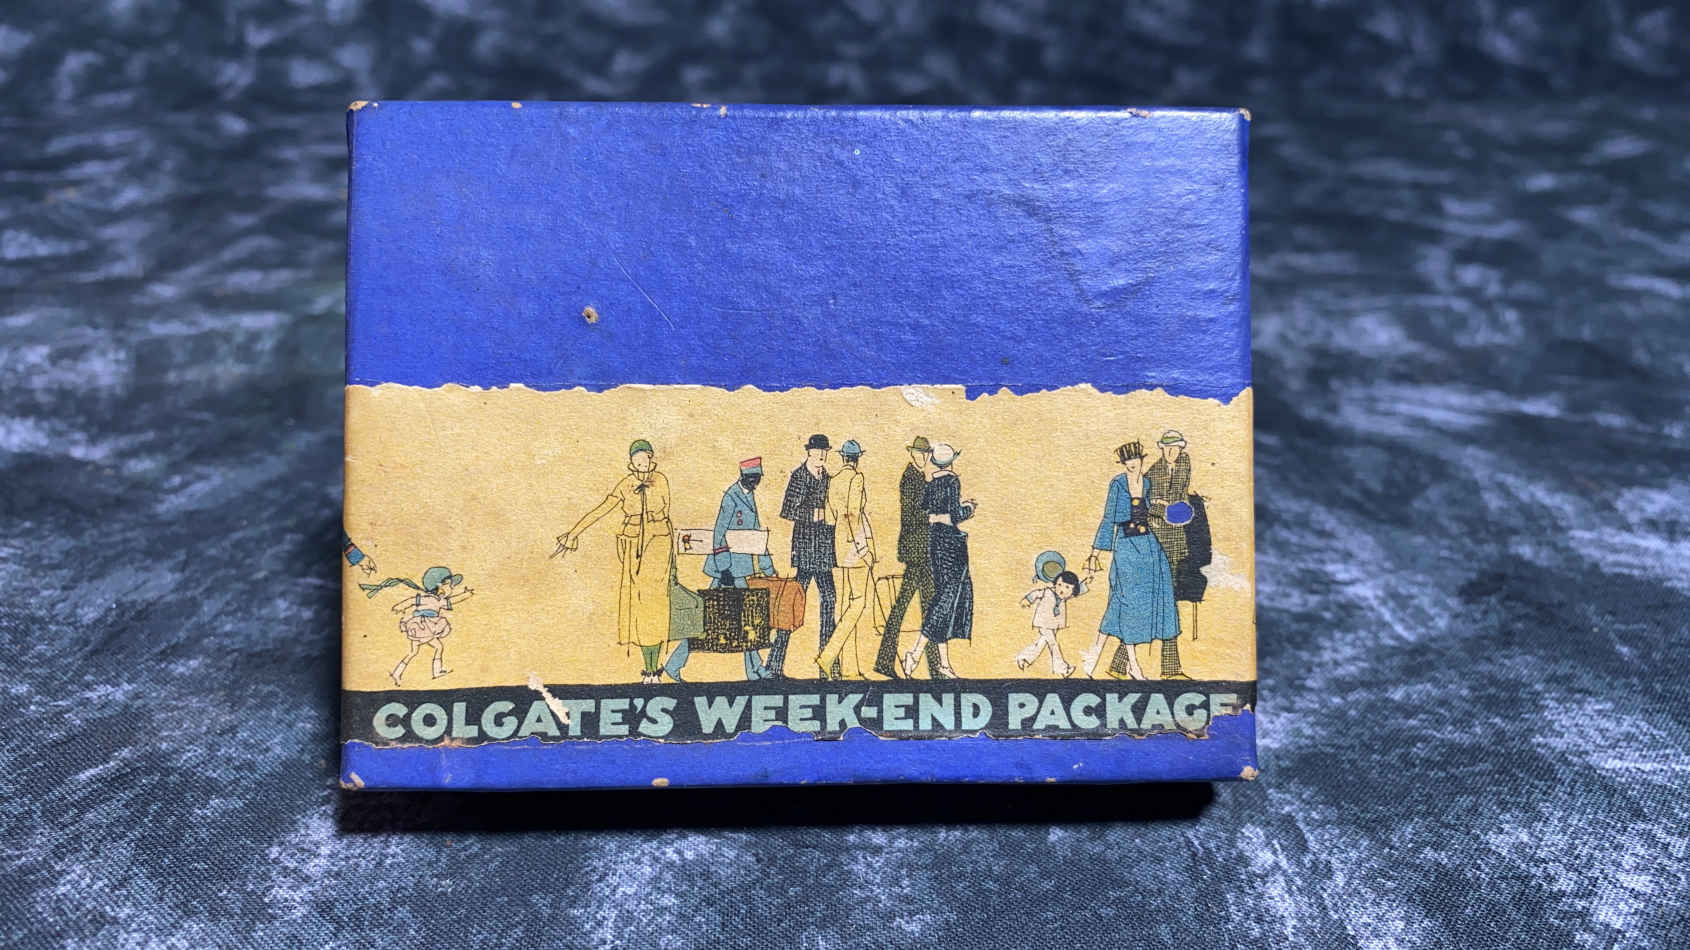 COLGATE'S WEEK-END PACKAGE